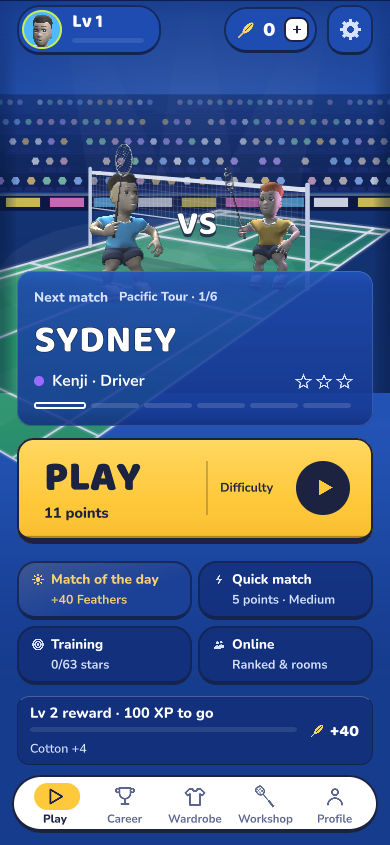 Lv 1
0
+
VS
Next match Pacific Tour · 1/6
SYDNEY
Kenji · Driver
PLAY
11 points
Difficulty
Match of the day
+40 Feathers
Quick match
5 points · Medium
Training
0/63 stars
Online
Ranked & rooms
Lv 2 reward · 100 XP to go
+40
Cotton +4
Play
Career
Wardrobe
Workshop
Profile